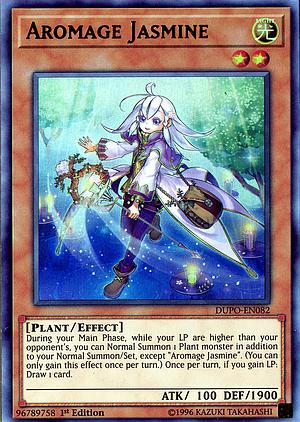 AROMAGE JASMINE
LIGHT
光
DUPO-EN082
[PLANT/EFFECT]
During your Main Phase, while your LP are higher than your
opponent's, you can Normal Summon 1 Plant monster in addition
to your Normal Summon/Set, except "Aromage Jasmine". (You can
only gain this effect once per turn.) Once per turn, if you gain LP:
Draw 1 card.
ATK/ 100 DEF/1900
96789758 1st Edition ©1996 KAZUKI TAKAHASHI